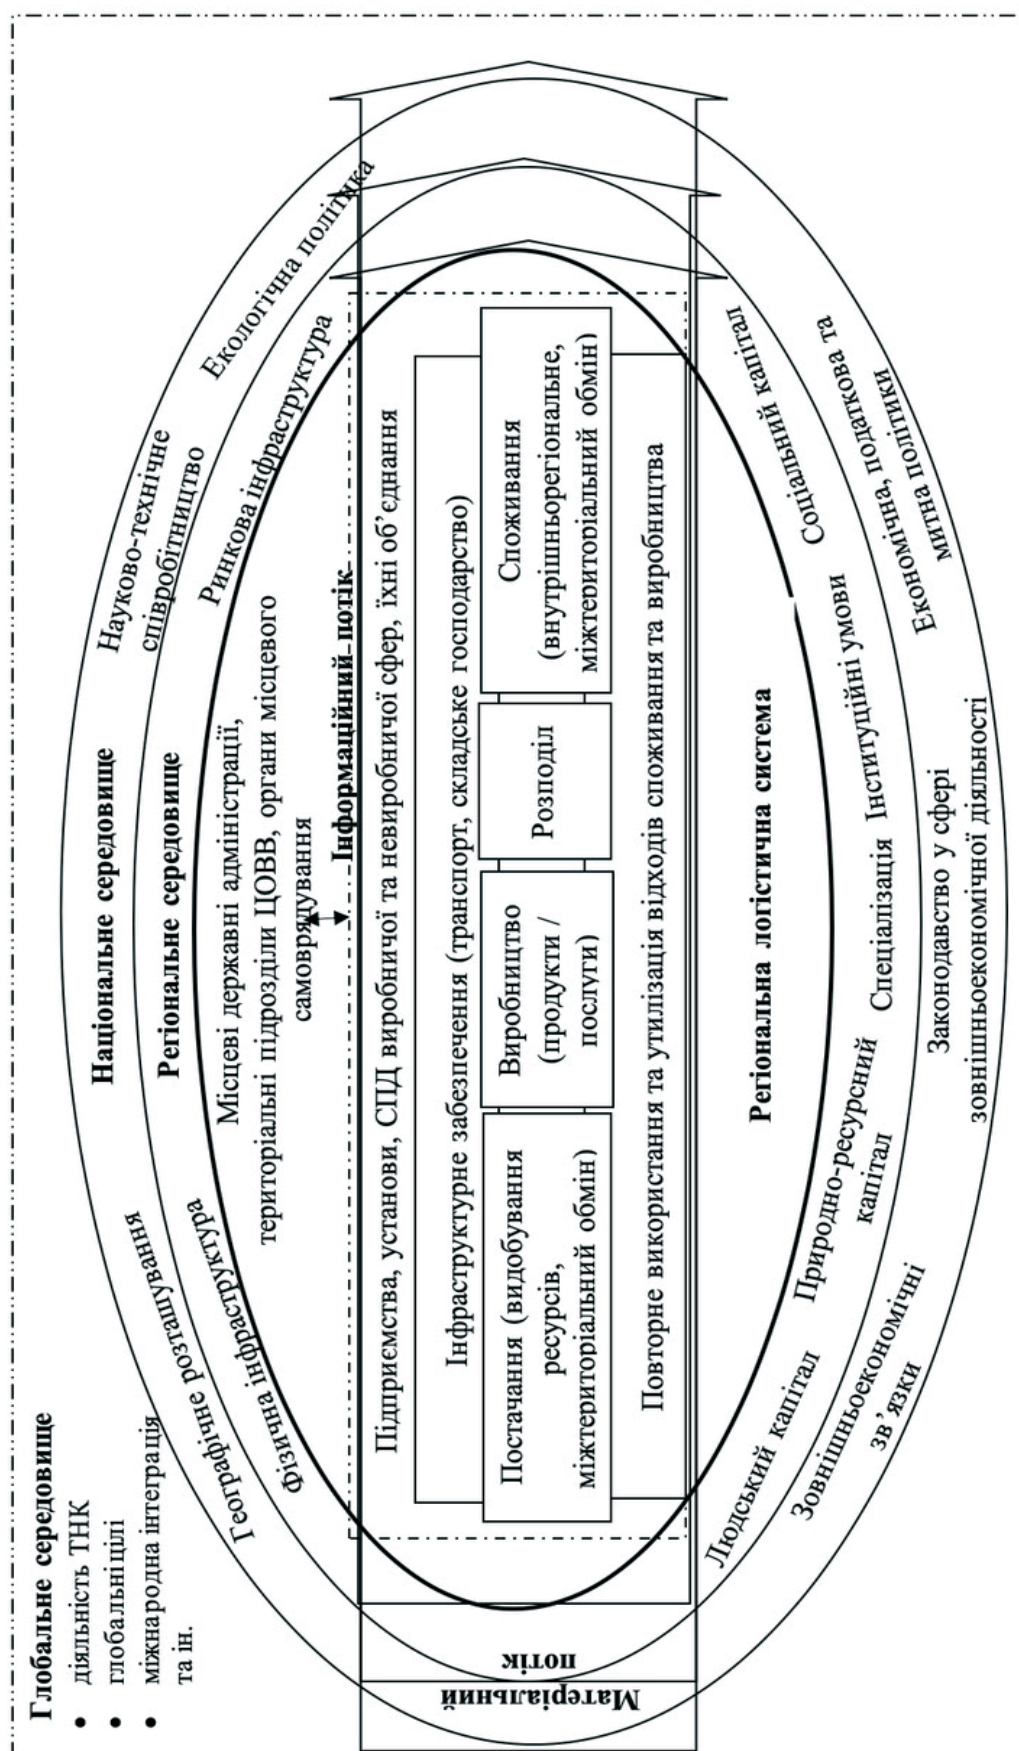 Глобальне середовище
• діяльність ТНК
• глобальні цілі
• міжнародна інтеграція
та ін.
Національне середовище
Географічне розташування
Науково-технічне
співробітництво
Екологічна політика
Регіональне середовище
Фізична інфраструктура
Ринкова інфраструктура
Місцеві державні адміністрації,
територіальні підрозділи ЦОВВ, органи місцевого
самоврядування
Інформаційний потік
Матеріальний
потік
Підприємства, установи, СПД виробничої та невиробничої сфер, їхні об’єднання
Інфраструктурне забезпечення (транспорт, складське господарство)
Постачання (видобування
ресурсів,
міжтериторіальний обмін)
Виробництво
(продукти /
послуги)
Розподіл
Споживання
(внутрішньорегіональне,
міжтериторіальний обмін)
Повторне використання та утилізація відходів споживання та виробництва
Регіональна логістична система
Людський капітал
Природно-ресурсний
капітал
Спеціалізація
Інституційні умови
Соціальний капітал
Зовнішньоекономічні
зв’язки
Законодавство у сфері
зовнішньоекономічної діяльності
Економічна, податкова та
митна політики